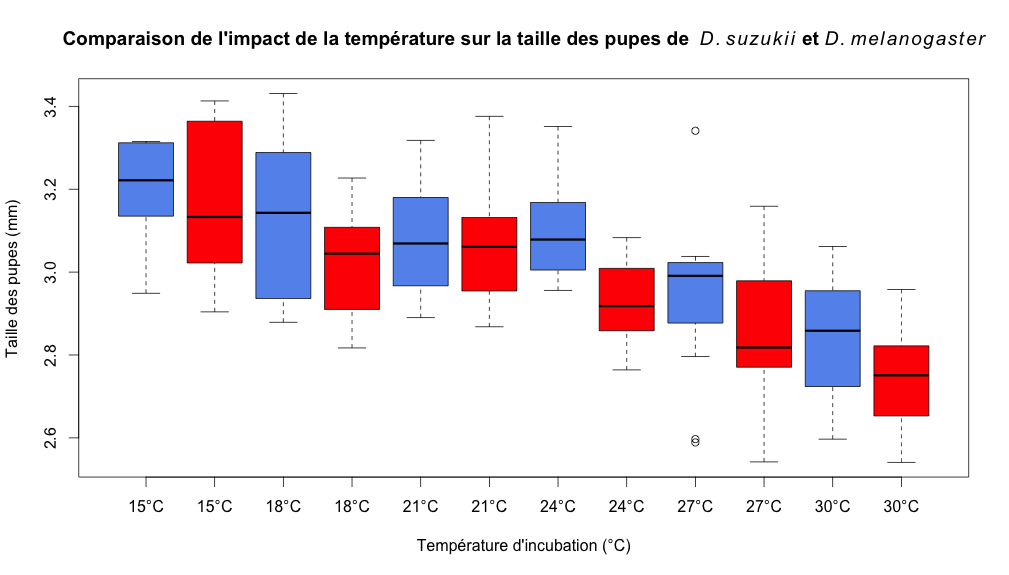 Comparaison de l'impact de la température sur la taille des pupes de D. suzukii et D. melanogaster
Taille des pupes (mm)
3.4
3.2
3.0
2.8
2.6
15°C 15°C 18°C 18°C 21°C 21°C 24°C 24°C 27°C 27°C 30°C 30°C
Température d'incubation (°C)